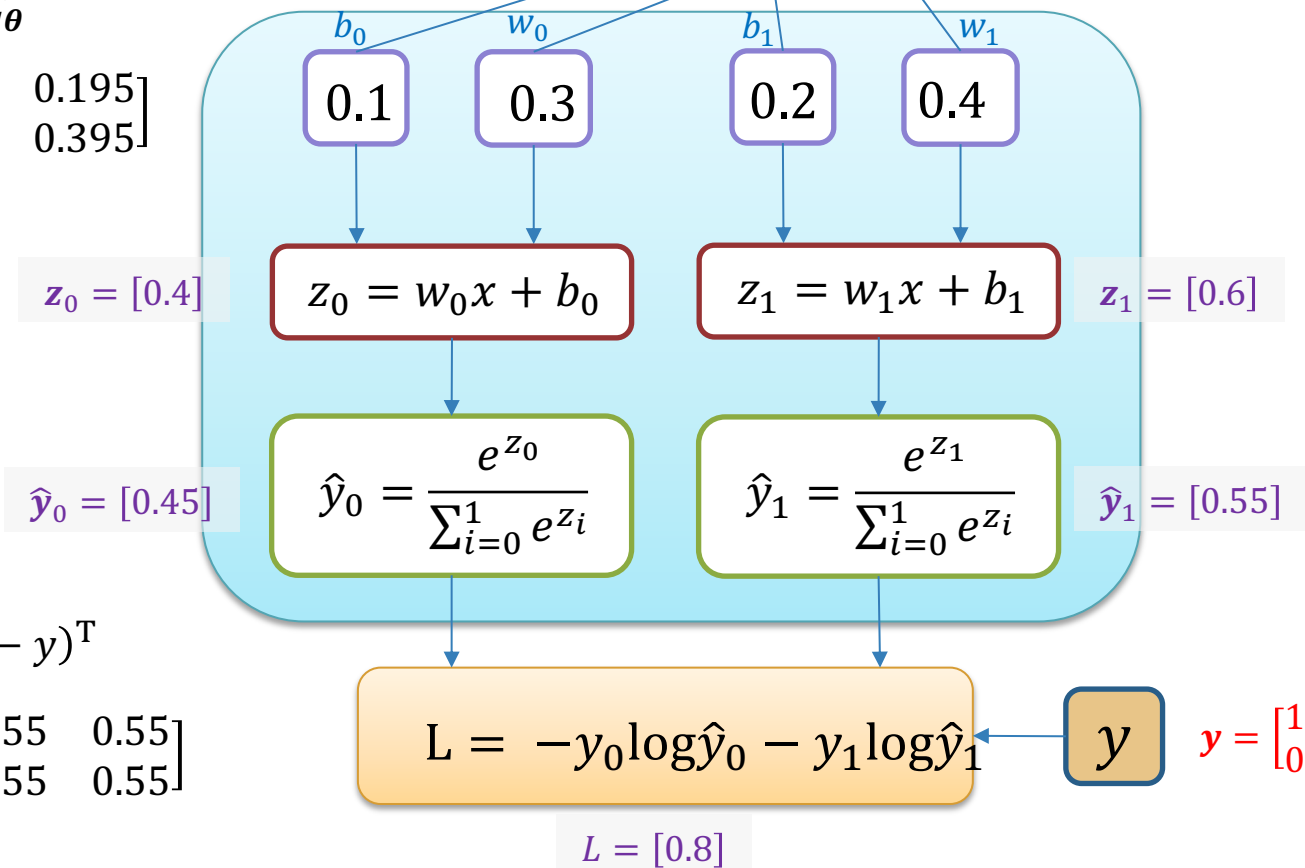 θ
b₀ w₀ b₁ w₁
0.195]
0.395]
0.1 0.3 0.2 0.4
z₀ = [0.4]
z₀ = w₀x + b₀
z₁ = w₁x + b₁
z₁ = [0.6]
ŷ₀ = [0.45]
ŷ₀ = e^{z₀} / ∑_{i=0}^{1} e^{z_i}
ŷ₁ = e^{z₁} / ∑_{i=0}^{1} e^{z_i}
ŷ₁ = [0.55]
− y)ᵀ
55 0.55]
55 0.55]
L = −y₀logŷ₀ − y₁logŷ₁
y
y = [1
[0
L = [0.8]